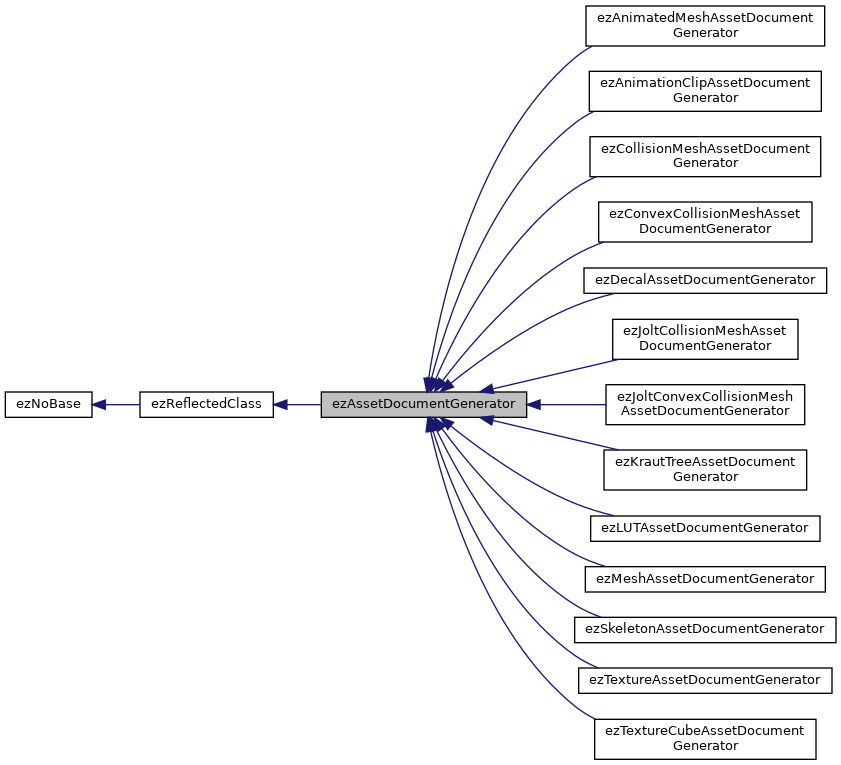 ezAnimatedMeshAssetDocument
Generator
ezAnimationClipAssetDocument
Generator
ezCollisionMeshAssetDocument
Generator
ezConvexCollisionMeshAsset
DocumentGenerator
ezDecalAssetDocumentGenerator
ezJoltCollisionMeshAsset
DocumentGenerator
ezNoBase
ezReflectedClass
ezAssetDocumentGenerator
ezJoltConvexCollisionMesh
AssetDocumentGenerator
ezKrautTreeAssetDocument
Generator
ezLUTAssetDocumentGenerator
ezMeshAssetDocumentGenerator
ezSkeletonAssetDocumentGenerator
ezTextureAssetDocumentGenerator
ezTextureCubeAssetDocument
Generator